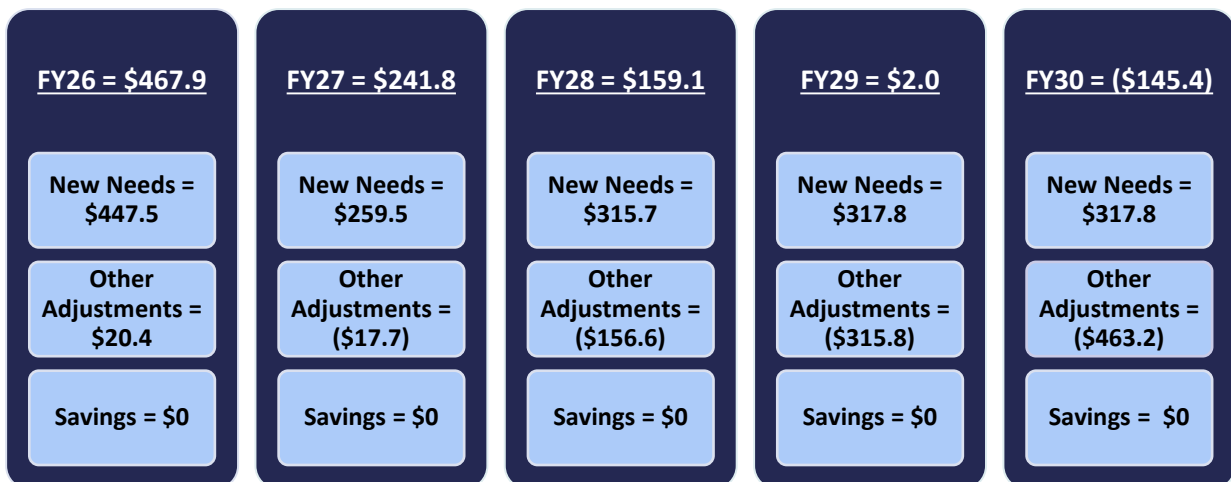 FY26 = $467.9
New Needs =
$447.5
Other
Adjustments =
$20.4
Savings = $0
FY27 = $241.8
New Needs =
$259.5
Other
Adjustments =
($17.7)
Savings = $0
FY28 = $159.1
New Needs =
$315.7
Other
Adjustments =
($156.6)
Savings = $0
FY29 = $2.0
New Needs =
$317.8
Other
Adjustments =
($315.8)
Savings = $0
FY30 = ($145.4)
New Needs =
$317.8
Other
Adjustments =
($463.2)
Savings =  $0